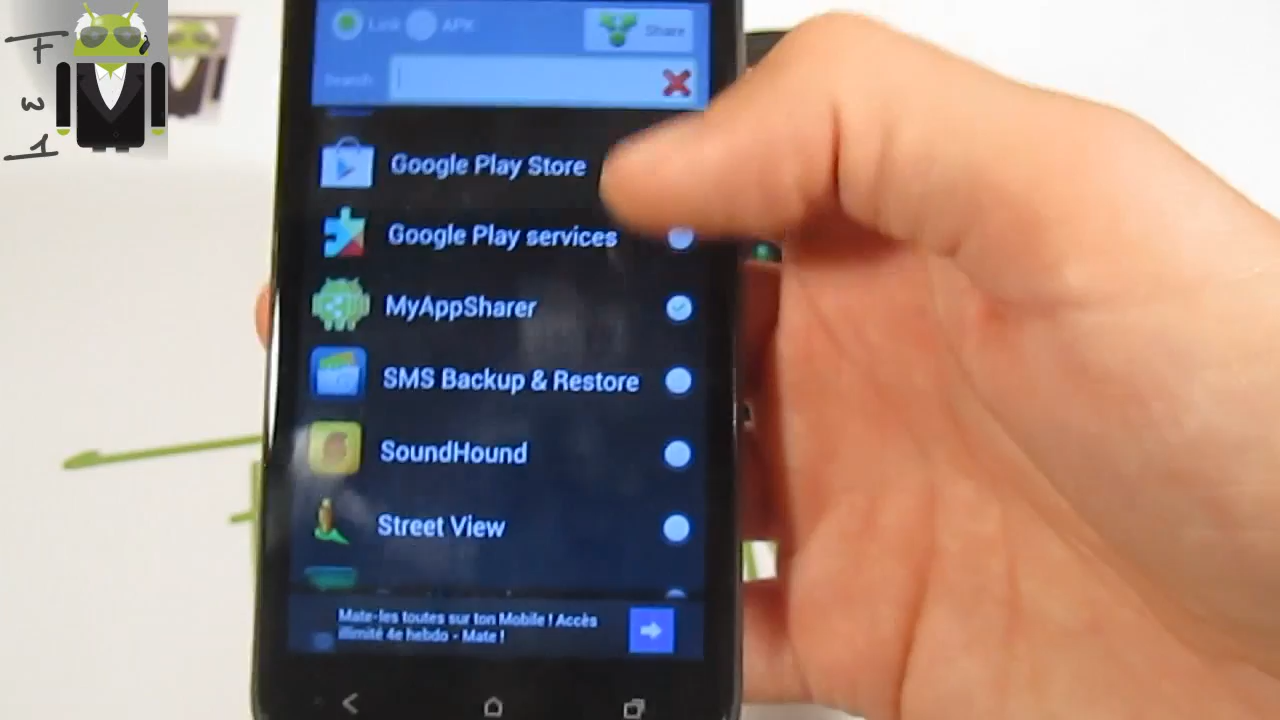 F
W
1
Link APK Share
Search
Google Play Store
Google Play services
MyAppSharer
SMS Backup & Restore
SoundHound
Street View
Mate-les toutes sur ton Mobile ! Accès
illimité 4e hebdo - Mate !